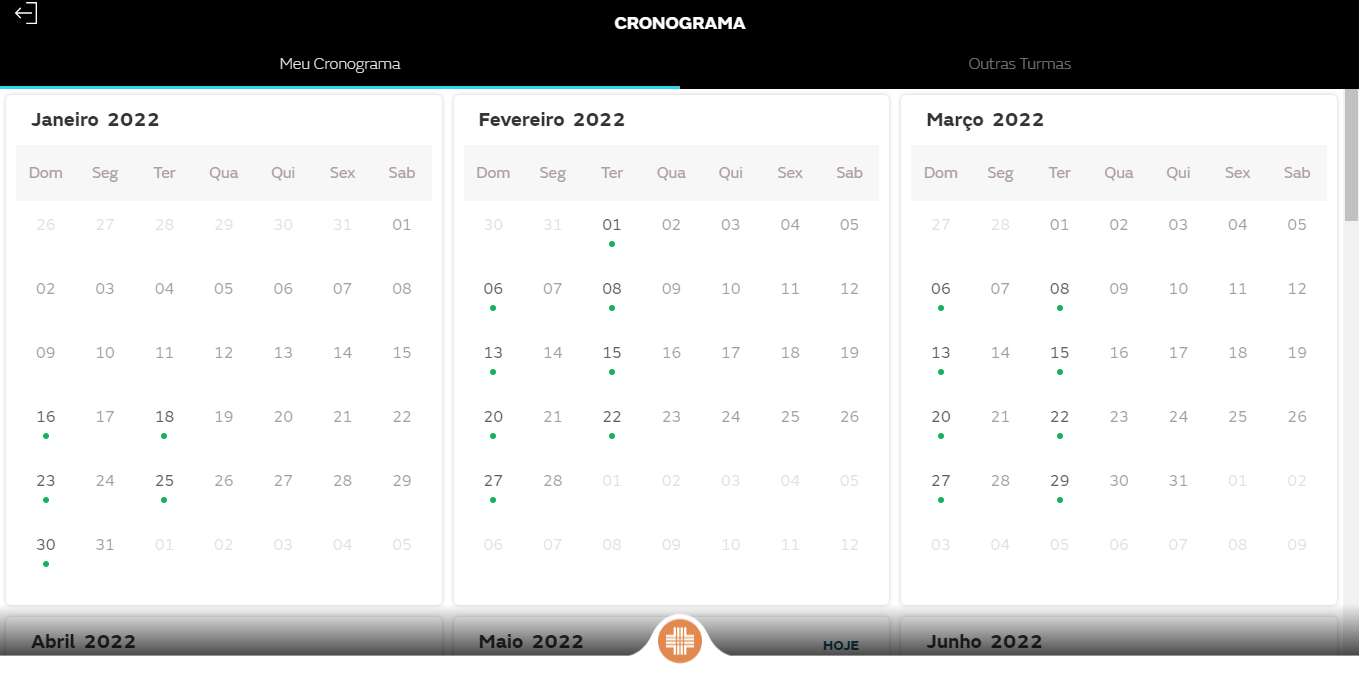 CRONOGRAMA
Meu Cronograma
Outras Turmas
Janeiro 2022
Dom Seg Ter Qua Qui Sex Sab
26 27 28 29 30 31 01
02 03 04 05 06 07 08
09 10 11 12 13 14 15
16 17 18 19 20 21 22
23 24 25 26 27 28 29
30 31 01 02 03 04 05
Fevereiro 2022
Dom Seg Ter Qua Qui Sex Sab
30 31 01 02 03 04 05
06 07 08 09 10 11 12
13 14 15 16 17 18 19
20 21 22 23 24 25 26
27 28 01 02 03 04 05
06 07 08 09 10 11 12
Março 2022
Dom Seg Ter Qua Qui Sex Sab
27 28 01 02 03 04 05
06 07 08 09 10 11 12
13 14 15 16 17 18 19
20 21 22 23 24 25 26
27 28 29 30 31 01 02
03 04 05 06 07 08 09
Abril 2022
Maio 2022
HOJE
Junho 2022